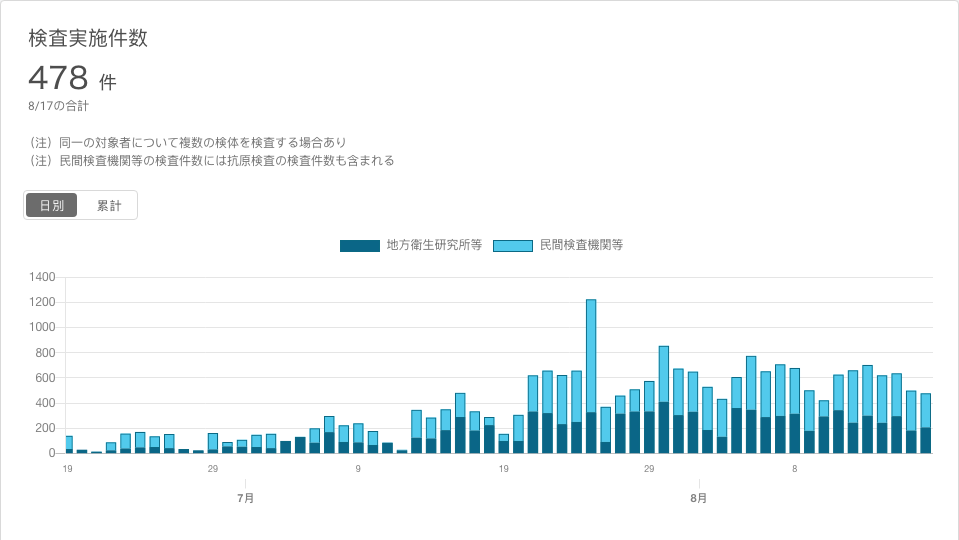 検査実施件数
478 件
8/17の合計
（注）同一の対象者について複数の検体を検査する場合あり
（注）民間検査機関等の検査件数には抗原検査の検査件数も含まれる
日別 累計
地方衛生研究所等 民間検査機関等
1400
1200
1000
800
600
400
200
0
19 29 9 19 29 8
7月 8月